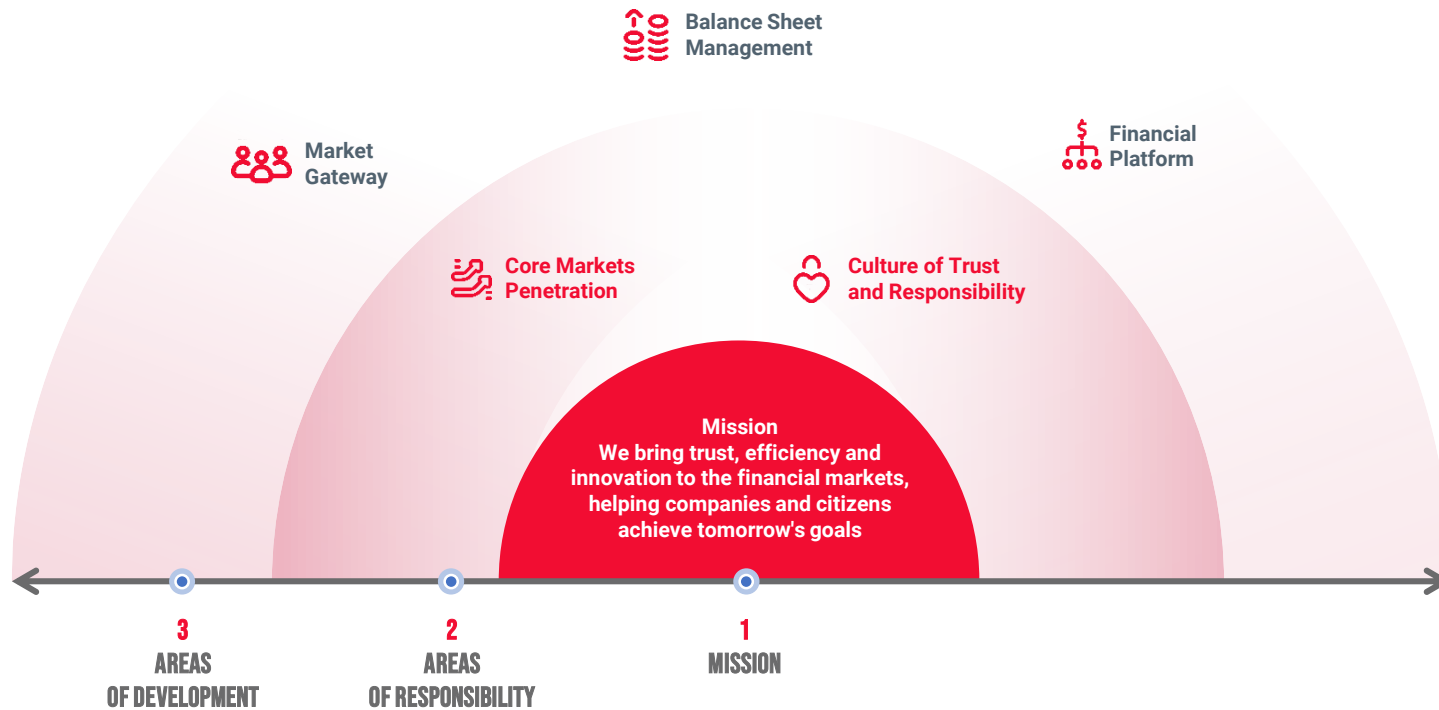 Balance Sheet
Management
Market
Gateway
Financial
Platform
Core Markets
Penetration
Culture of Trust
and Responsibility
Mission
We bring trust, efficiency and
innovation to the financial markets,
helping companies and citizens
achieve tomorrow's goals
3
AREAS
OF DEVELOPMENT
2
AREAS
OF RESPONSIBILITY
1
MISSION